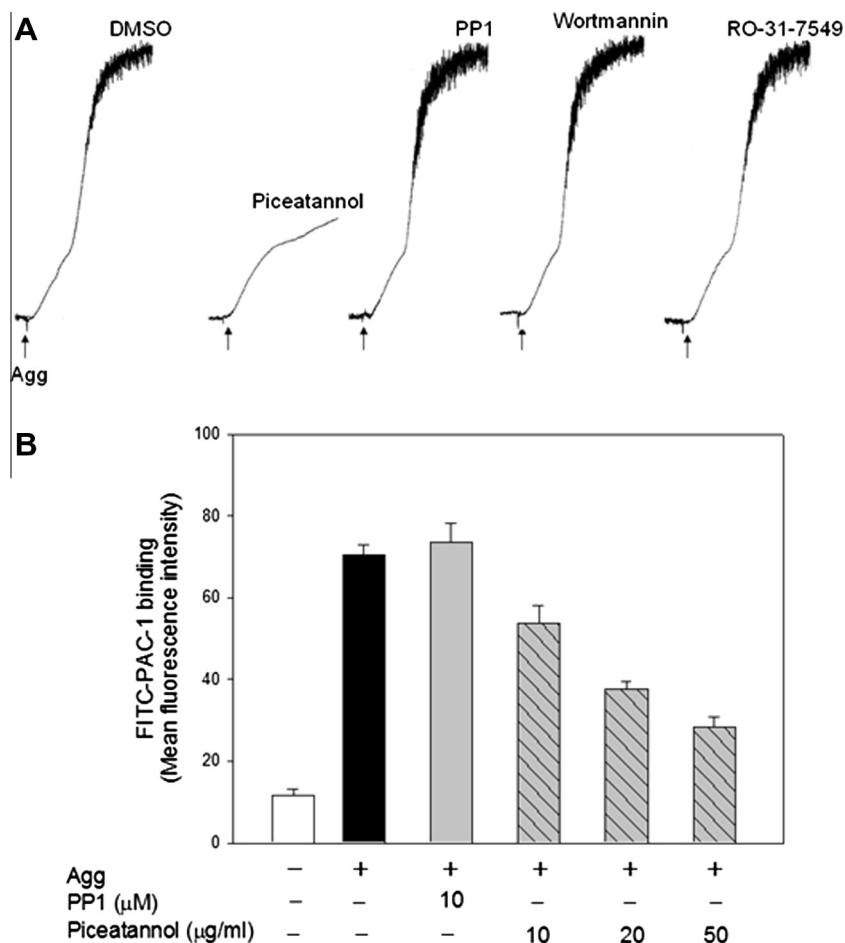 A
DMSO
PP1
Wortmannin
RO-31-7549
Piceatannol
Agg
B
FITC-PAC-1 binding
(Mean fluorescence intensity)
100
80
60
40
20
0
Agg – + + + + +
PP1 (μM) – – 10 – – –
Piceatannol (μg/ml) – – – 10 20 50